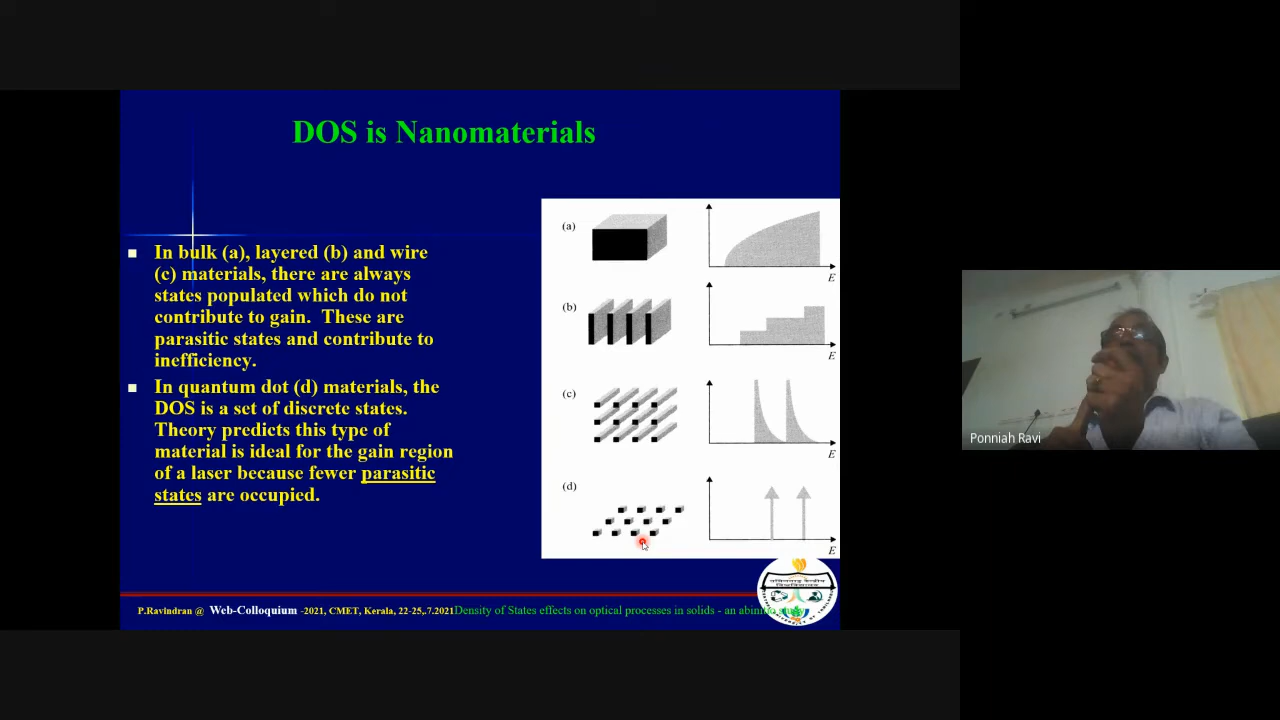 DOS is Nanomaterials
In bulk (a), layered (b) and wire
(c) materials, there are always
states populated which do not
contribute to gain. These are
parasitic states and contribute to
inefficiency.
In quantum dot (d) materials, the
DOS is a set of discrete states.
Theory predicts this type of
material is ideal for the gain region
of a laser because fewer parasitic
states are occupied.
(a)
E
(b)
E
(c)
E
(d)
E
P.Ravindran @ Web-Colloquium -2021, CMET, Kerala, 22-25,.7.2021 Density of States effects on optical processes in solids - an
Ponniah Ravi